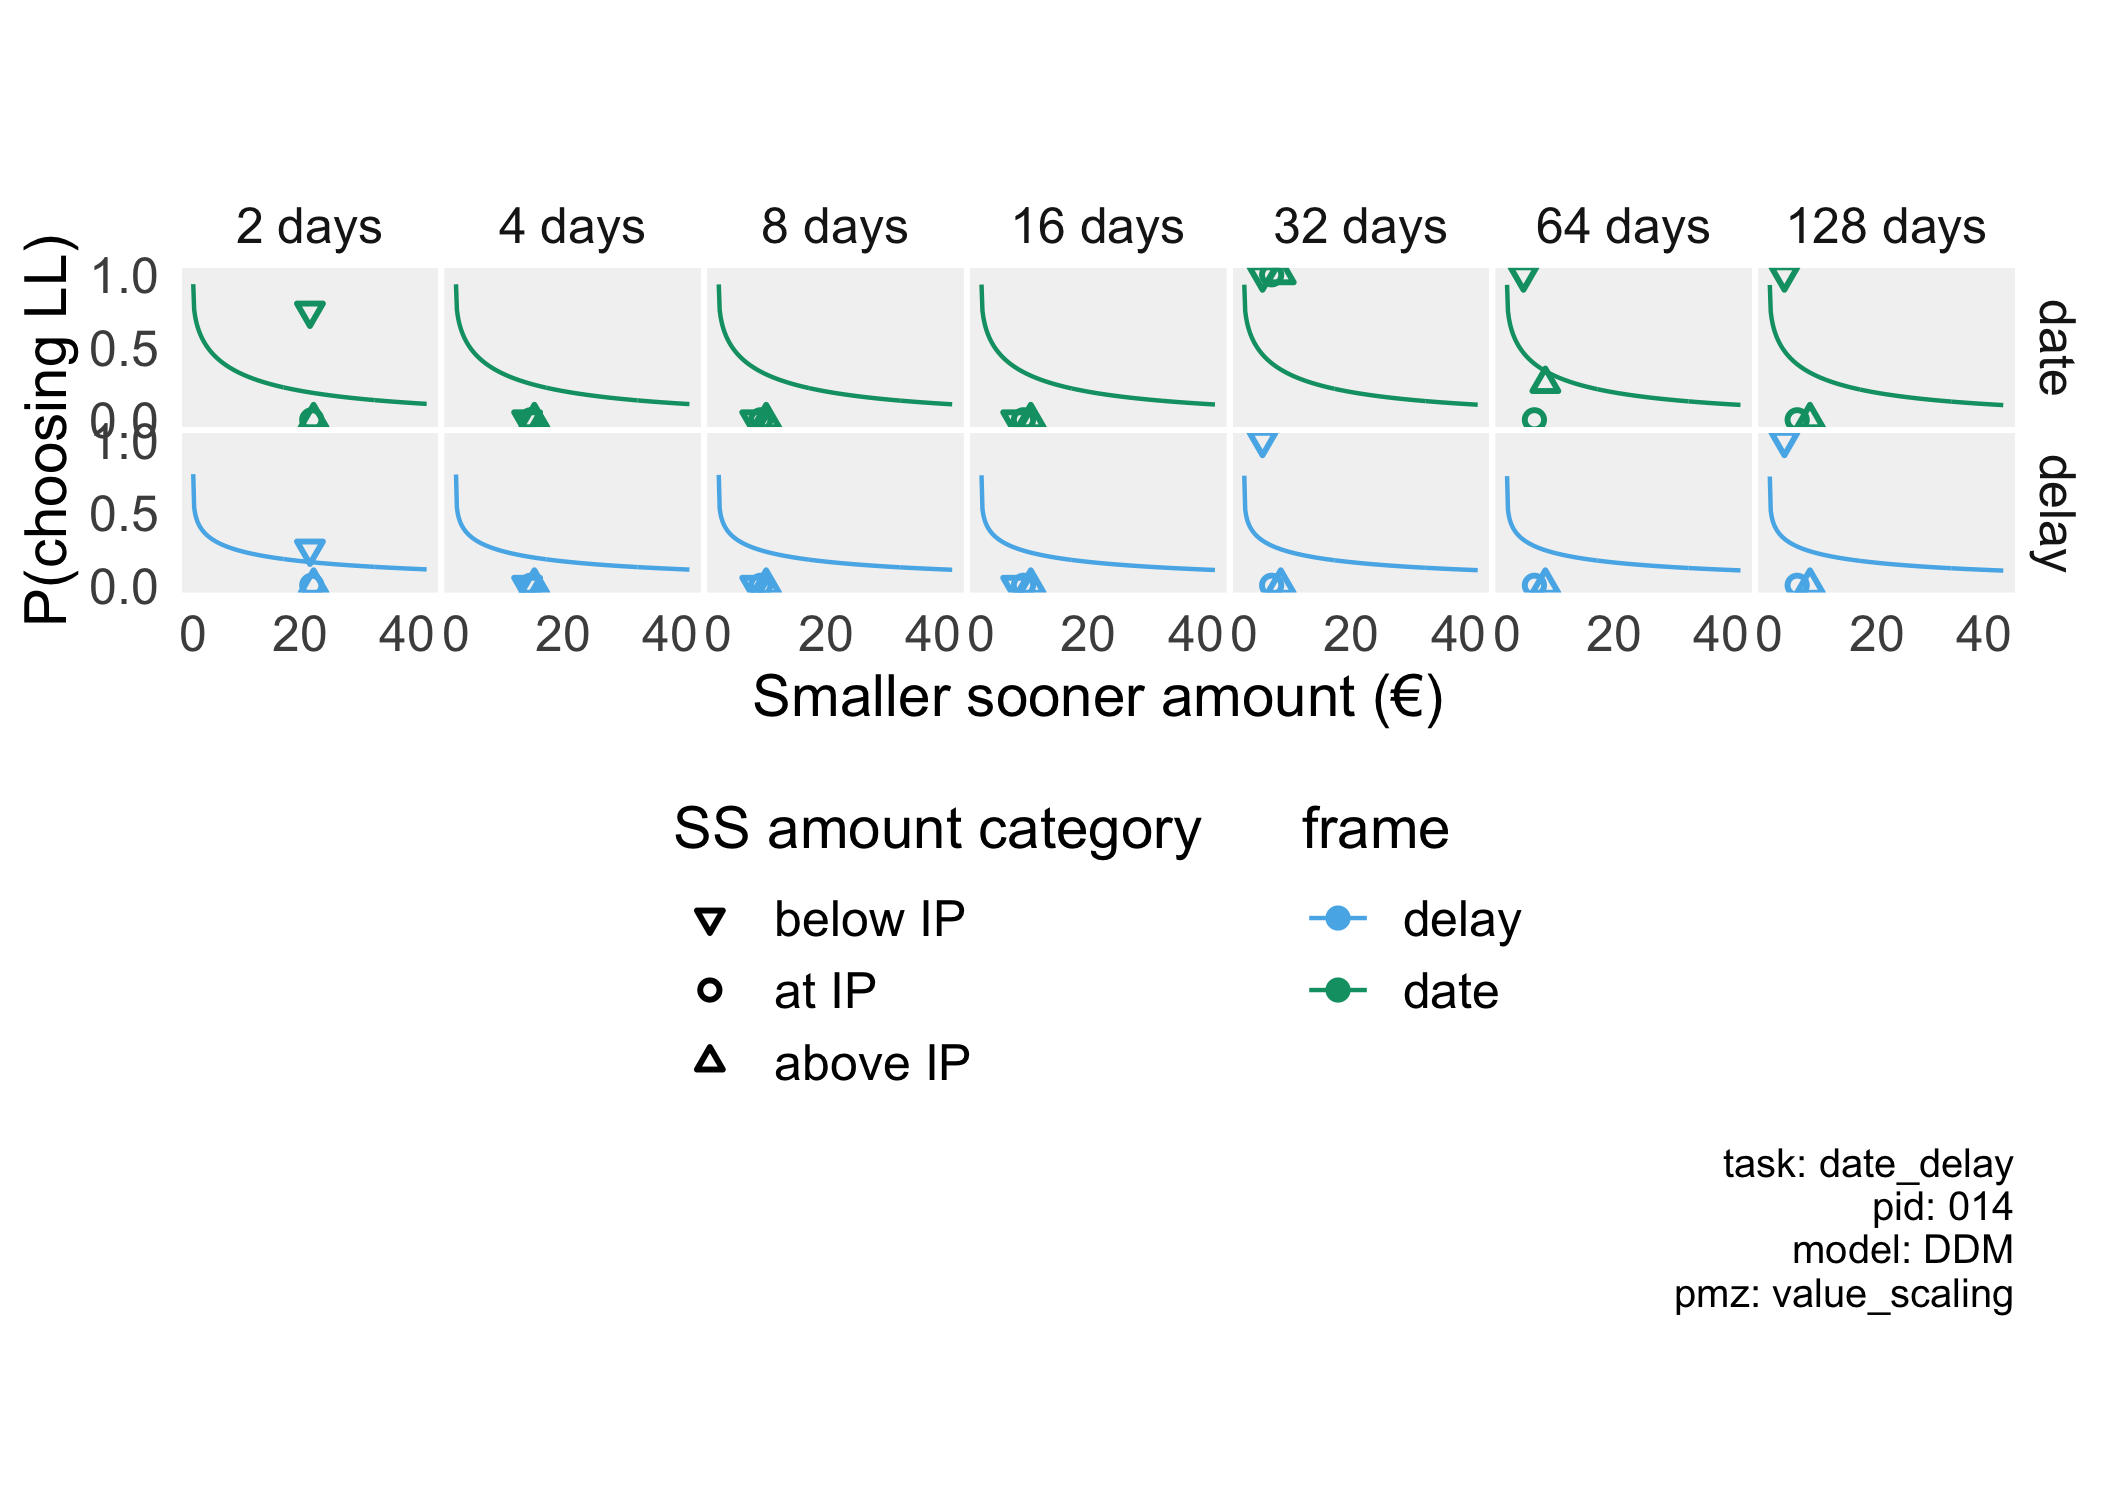 2 days 4 days 8 days 16 days 32 days 64 days 128 days
P(choosing LL)
1.0
0.5
0.0
date
1.0
0.5
0.0
delay
0 20 40 0 20 40 0 20 40 0 20 40 0 20 40 0 20 40 0 20 40
Smaller sooner amount (€)
SS amount category
below IP
at IP
above IP
frame
delay
date
task: date_delay
pid: 014
model: DDM
pmz: value_scaling